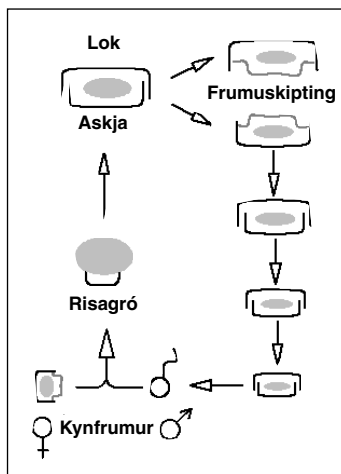 Lok
Askja
Frumuskipting
Risagró
♀ Kynfrumur ♂